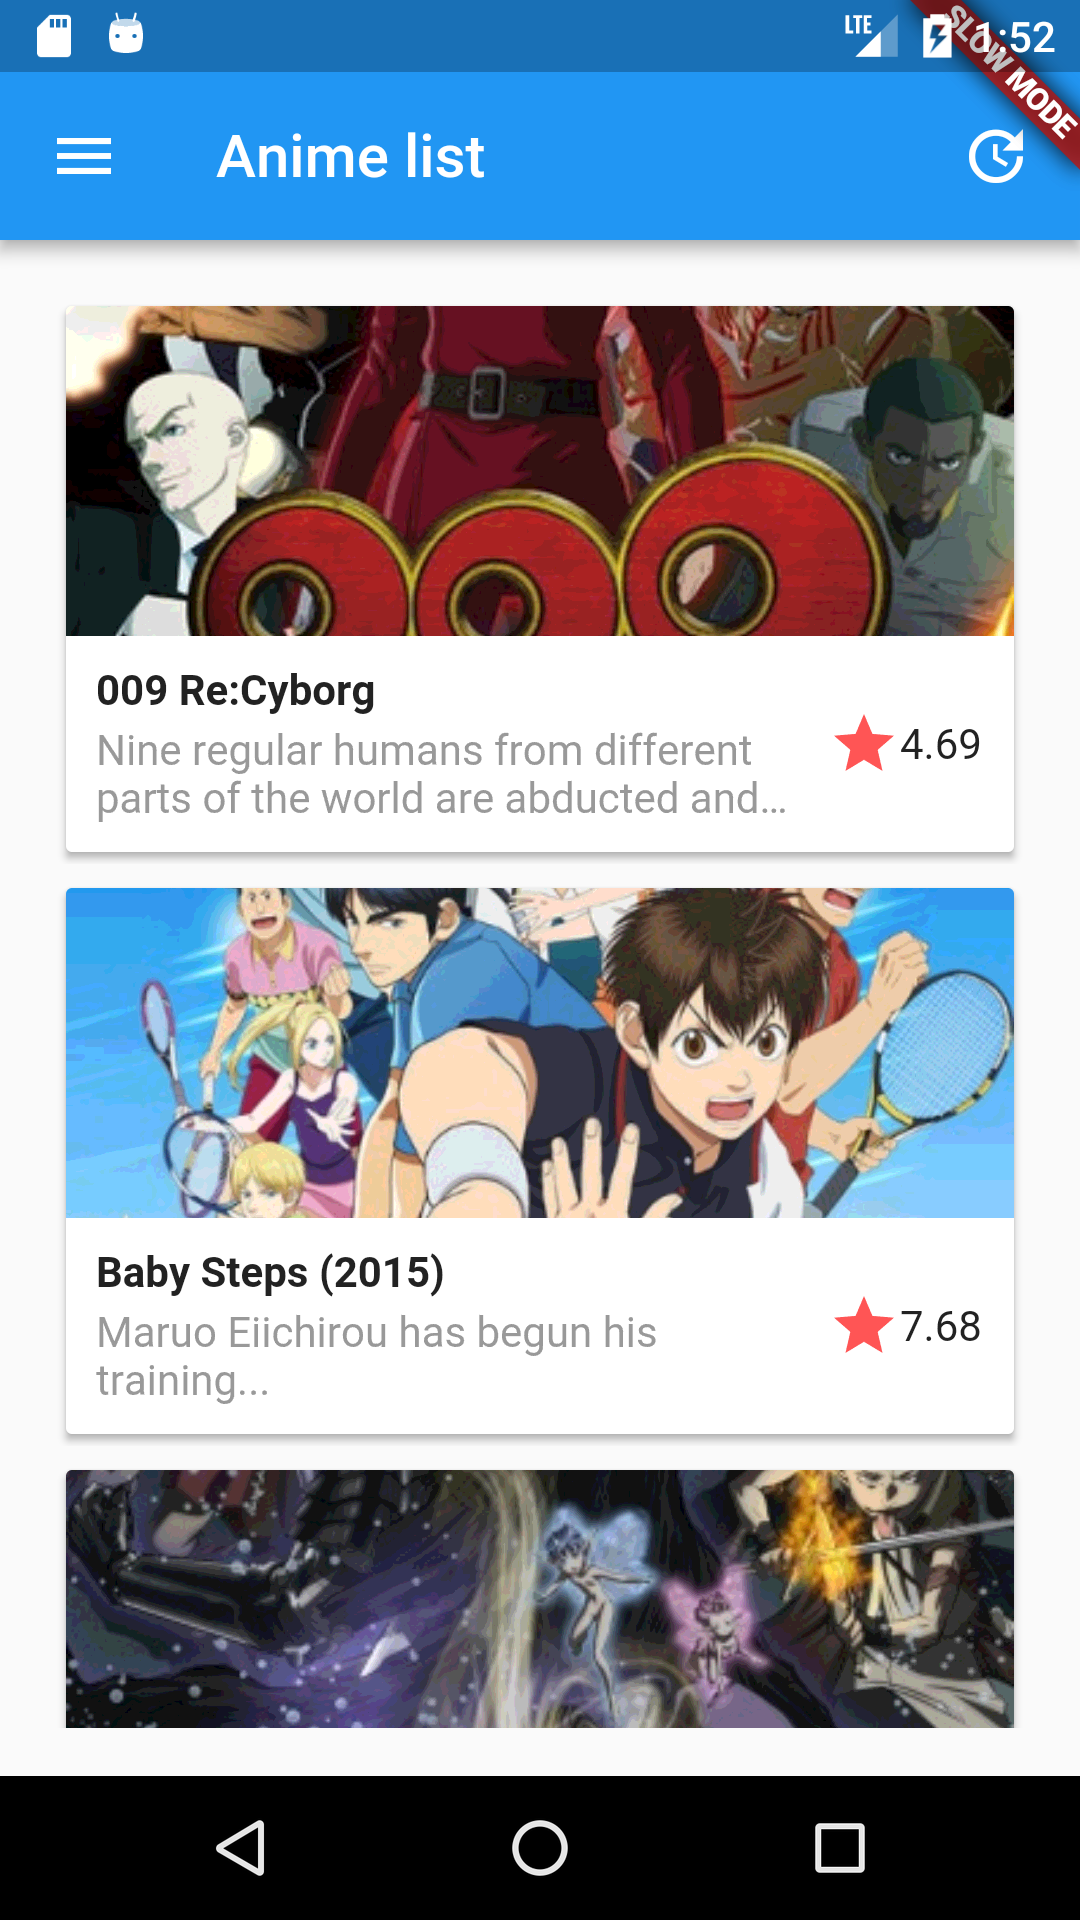 LTE
1:52
SLOW MODE
Anime list
009 Re:Cyborg
Nine regular humans from different
parts of the world are abducted and…
4.69
Baby Steps (2015)
Maruo Eiichirou has begun his
training...
7.68